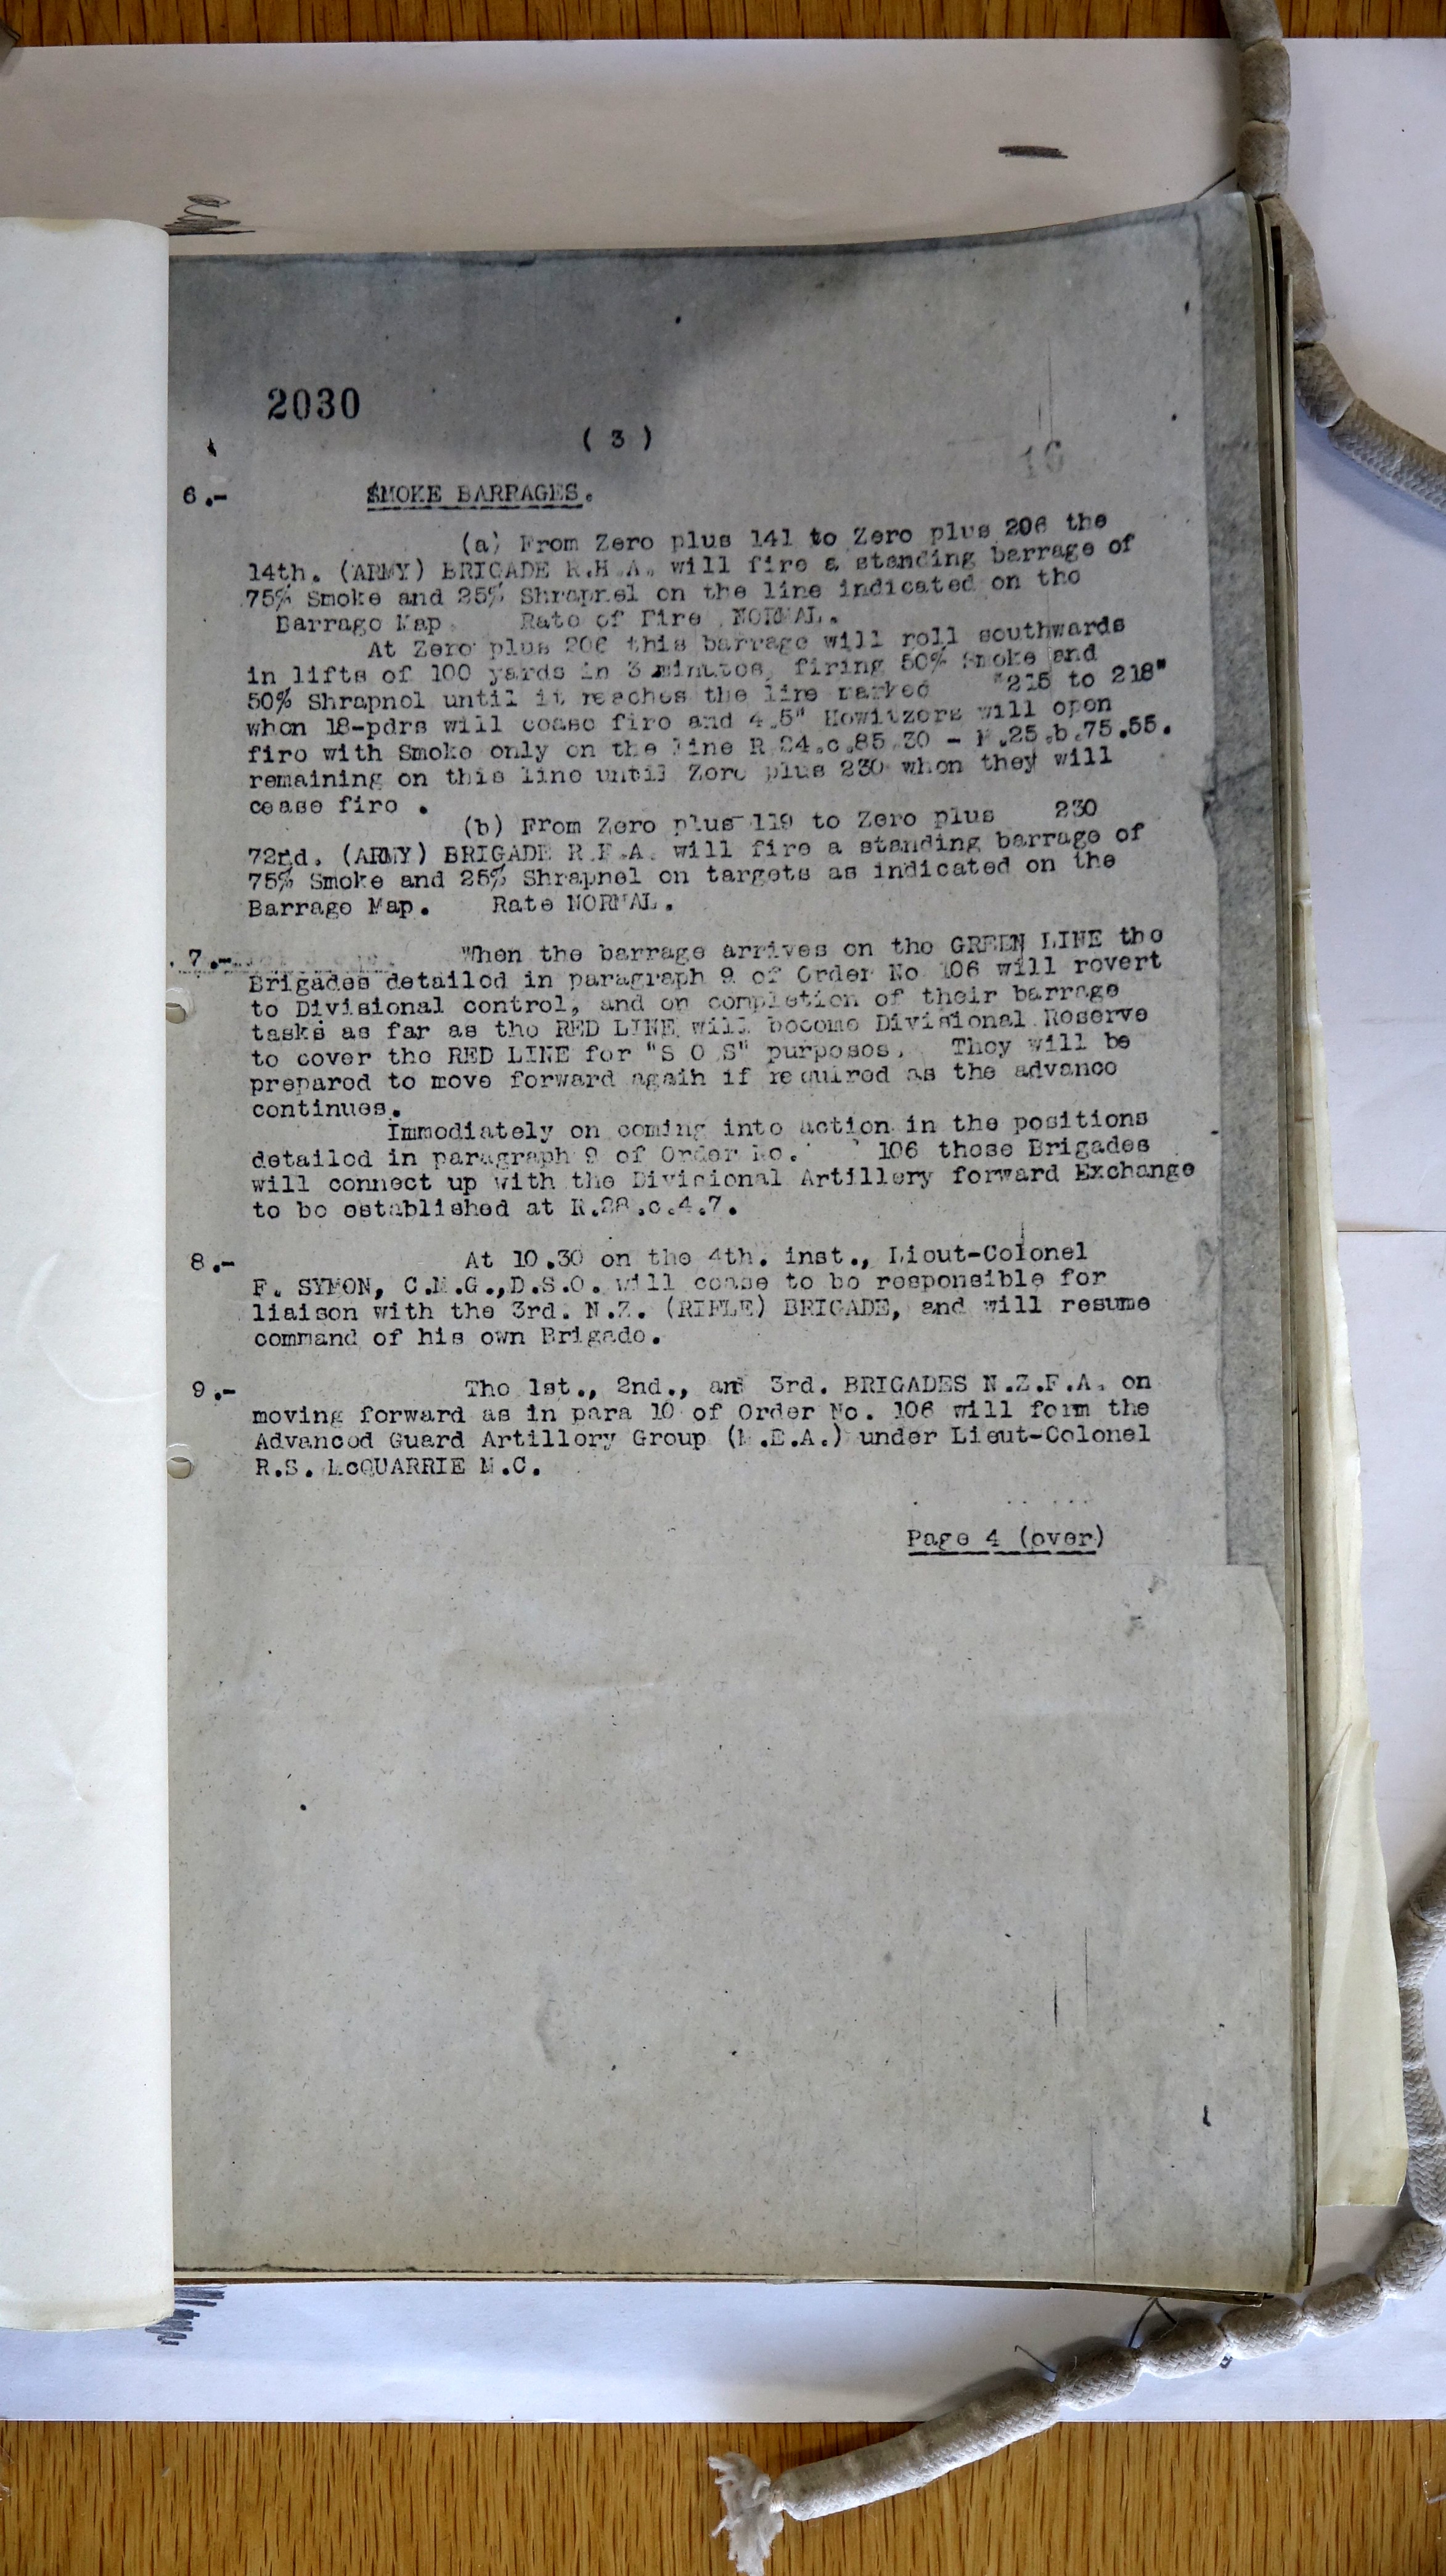 2030
( 3 )
16
6.- SMOKE BARRAGES.
(a) From Zero plus 141 to Zero plus 206 the
14th. (ARMY) BRIGADE R.H.A. will fire a standing barrage of
75% Smoke and 25% Shrapnel on the line indicated on the
Barrage Map. Rate of Fire NORMAL.
At Zero plus 206 this barrage will roll southwards
in lifts of 100 yards in 3 minutes, firing 50% Smoke and
50% Shrapnel until it reaches the line marked "215 to 218"
when 18-pdrs will cease fire and 4.5" Howitzers will open
fire with Smoke only on the line R.24.c.85.30 - .25.b.75.55.
remaining on this line until Zero plus 230 when they will
cease fire .
(b) From Zero plus 119 to Zero plus 230
72nd. (ARMY) BRIGADE R.F.A. will fire a standing barrage of
75% Smoke and 25% Shrapnel on targets as indicated on the
Barrage Map. Rate NORMAL.
7.- When the barrage arrives on the GREEN LINE the
Brigades detailed in paragraph 9 of Order No 106 will revert
to Divisional control, and on completion of their barrage
tasks as far as the RED LINE will become Divisional Reserve
to cover the RED LINE for "S O S" purposes. They will be
prepared to move forward again if required as the advance
continues.
Immediately on coming into action in the positions
detailed in paragraph 9 of Order No. 106 these Brigades
will connect up with the Divisional Artillery forward Exchange
to be established at R.28.c.4.7.
8.- At 10.30 on the 4th. inst., Lieut-Colonel
F. SYMON, C.M.G.,D.S.O. will cease to be responsible for
liaison with the 3rd. N.Z. (RIFLE) BRIGADE, and will resume
command of his own Brigade.
9.- The 1st., 2nd., and 3rd. BRIGADES N.Z.F.A. on
moving forward as in para 10 of Order No. 106 will form the
Advanced Guard Artillery Group under Lieut-Colonel
R.S. McQUARRIE M.C.
Page 4 (over)